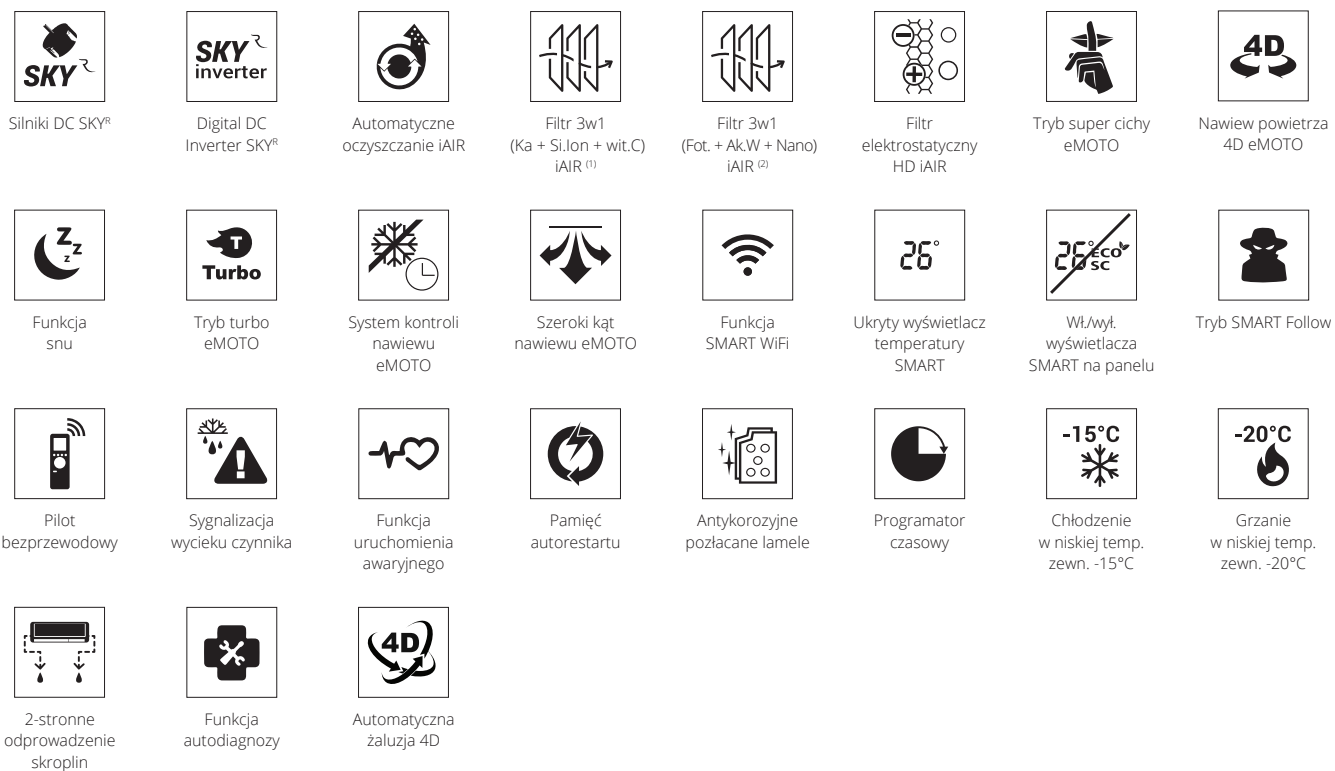 SKY R
Silniki DC SKYR
SKY R
inverter
Digital DC
Inverter SKYR
Automatyczne
oczyszczanie iAIR
Filtr 3w1
(Ka + Si.Ion + wit.C)
iAIR (1)
Filtr 3w1
(Fot. + Ak.W + Nano)
iAIR (2)
Filtr
elektrostatyczny
HD iAIR
Tryb super cichy
eMOTO
4D
Nawiew powietrza
4D eMOTO
Z z z
Funkcja
snu
T
Turbo
Tryb turbo
eMOTO
System kontroli
nawiewu
eMOTO
Szeroki kąt
nawiewu eMOTO
Funkcja
SMART WiFi
26°
Ukryty wyświetlacz
temperatury
SMART
26° ECO
SC
Wł./wył.
wyświetlacza
SMART na panelu
Tryb SMART Follow
Pilot
bezprzewodowy
Sygnalizacja
wycieku czynnika
Funkcja
uruchomienia
awaryjnego
Pamięć
autorestartu
Antykorozyjne
pozłacane lamele
Programator
czasowy
-15°C
Chłodzenie
w niskiej temp.
zewn. -15°C
-20°C
Grzanie
w niskiej temp.
zewn. -20°C
2-stronne
odprowadzenie
skroplin
Funkcja
autodiagnozy
4D
Automatyczna
żaluzja 4D